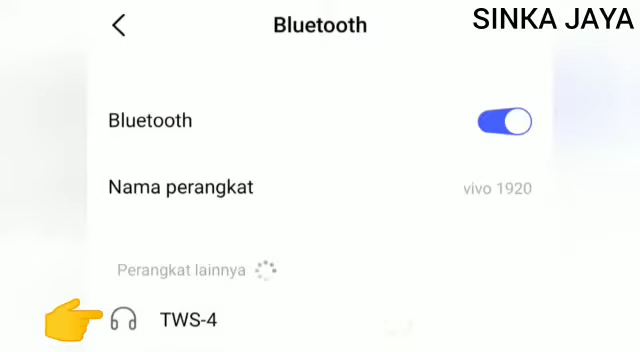 SINKA JAYA
Bluetooth
Bluetooth
Nama perangkat
vivo 1920
Perangkat lainnya
TWS-4